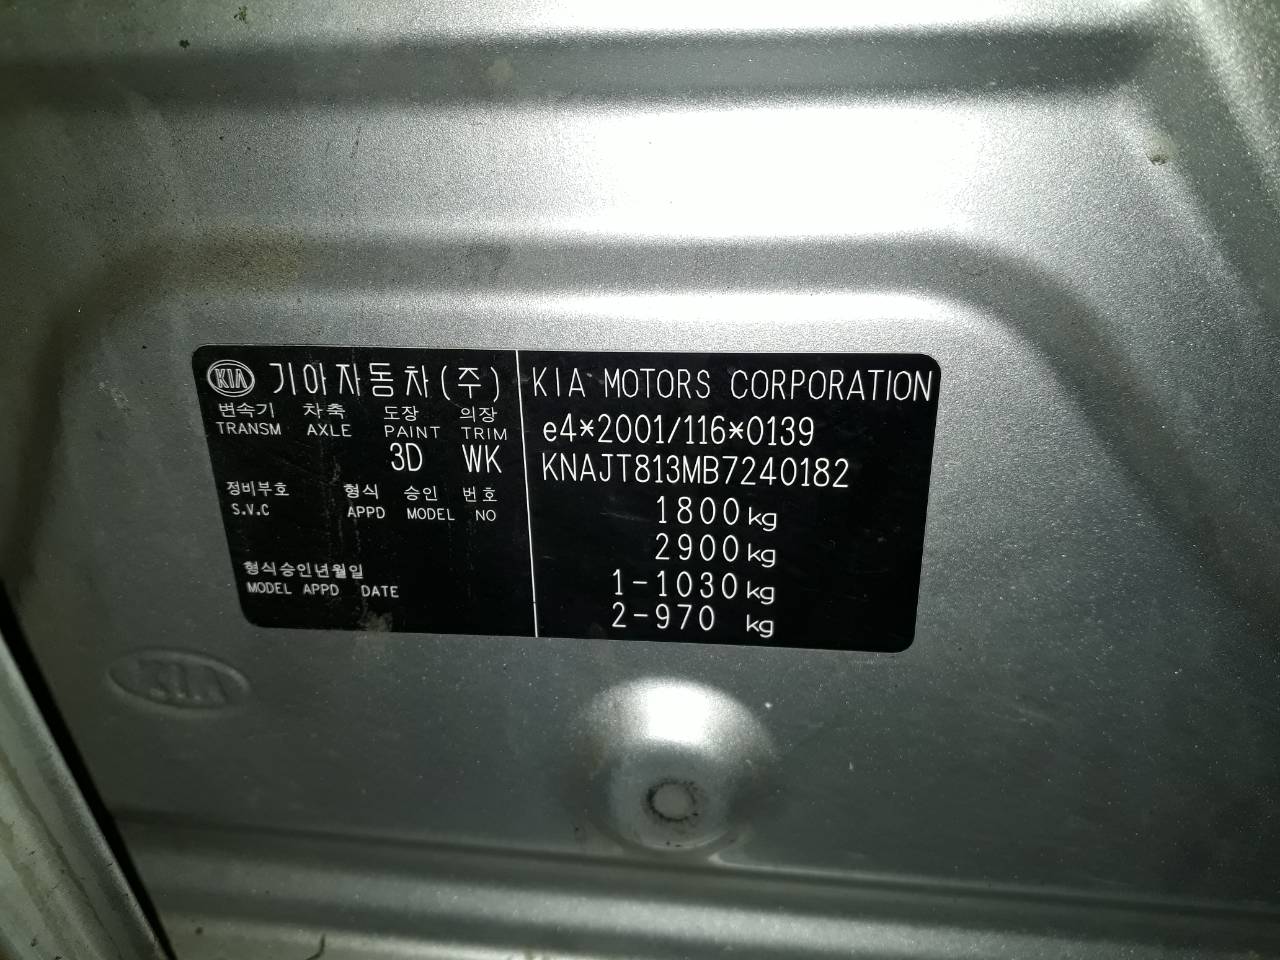 KIA 기아자동차(주)
변속기 차축 도장 의장
TRANSM AXLE PAINT TRIM
3D WK
정비부호 형식 승인 번호
S.V.C APPD MODEL NO
형식승인년월일
MODEL APPD DATE
KIA MOTORS CORPORATION
e4*2001/116*0139
KNAJT813MB7240182
1800kg
2900kg
1-1030kg
2-970 kg
KIA